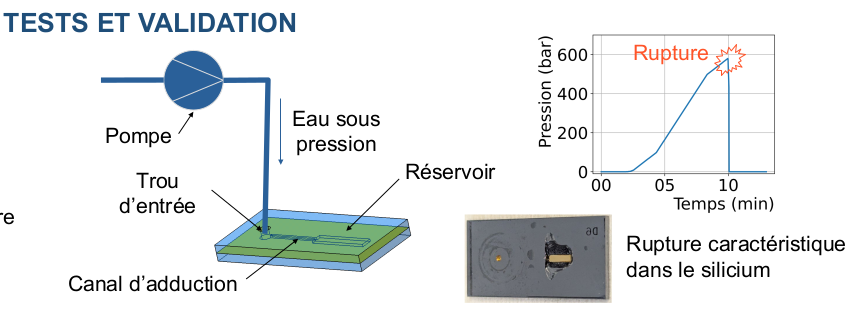 TESTS ET VALIDATION
Pompe
Eau sous
pression
Trou
d'entrée
Réservoir
Canal d'adduction
re
Rupture
Pression (bar)
600
400
200
0
00
05
10
Temps (min)
Rupture caractéristique
dans le silicium